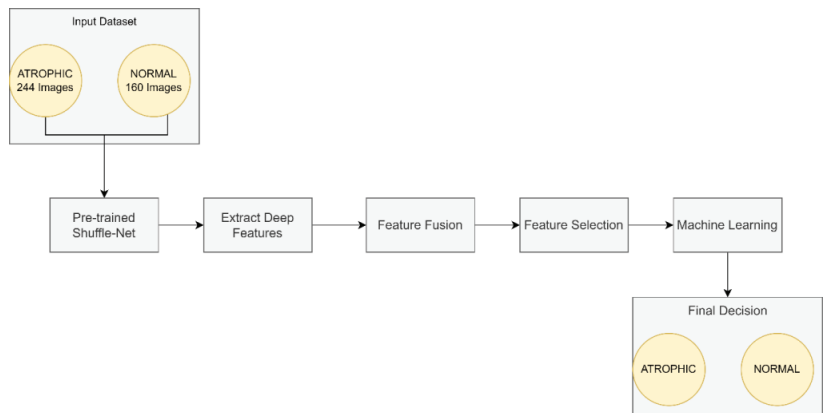 Input Dataset
ATROPHIC
244 Images
NORMAL
160 Images
Pre-trained
Shuffle-Net
Extract Deep
Features
Feature Fusion
Feature Selection
Machine Learning
Final Decision
ATROPHIC
NORMAL